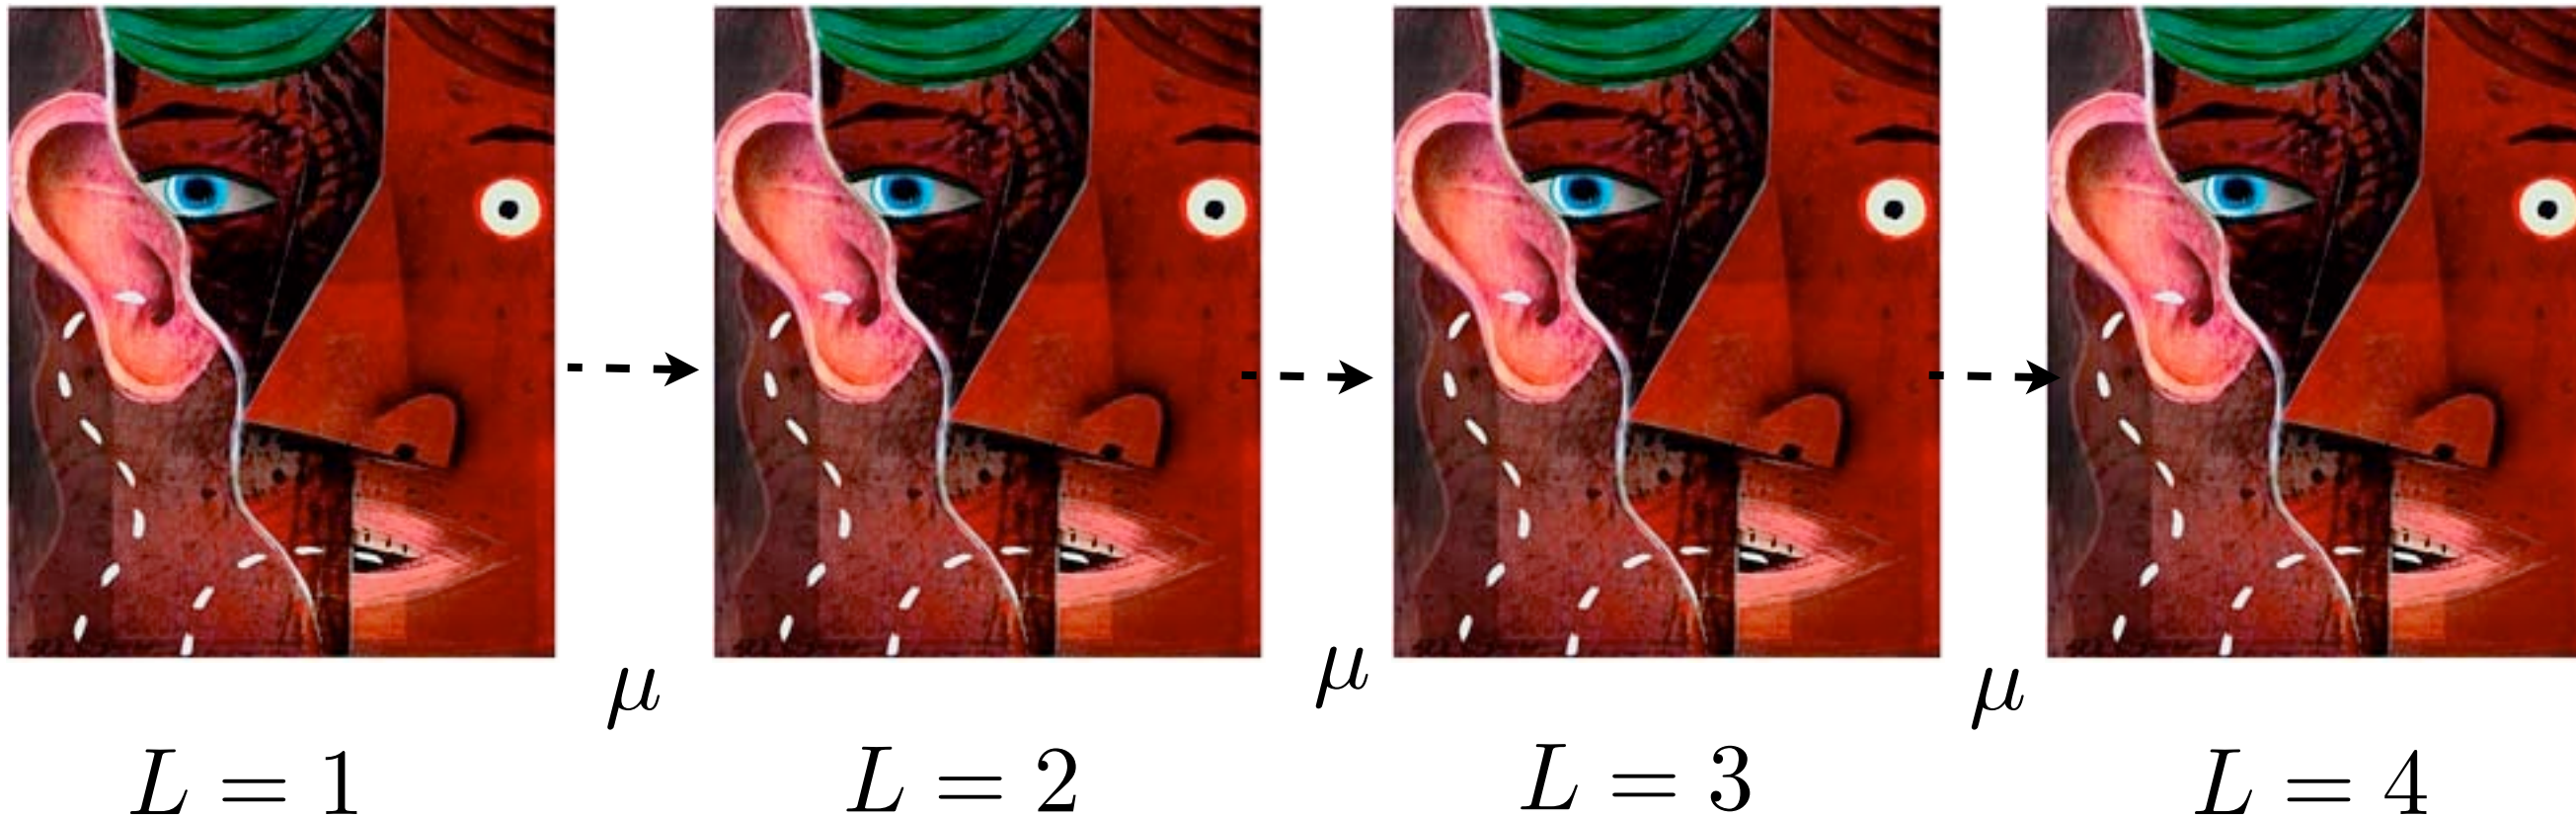 μ μ μ
L = 1 L = 2 L = 3 L = 4